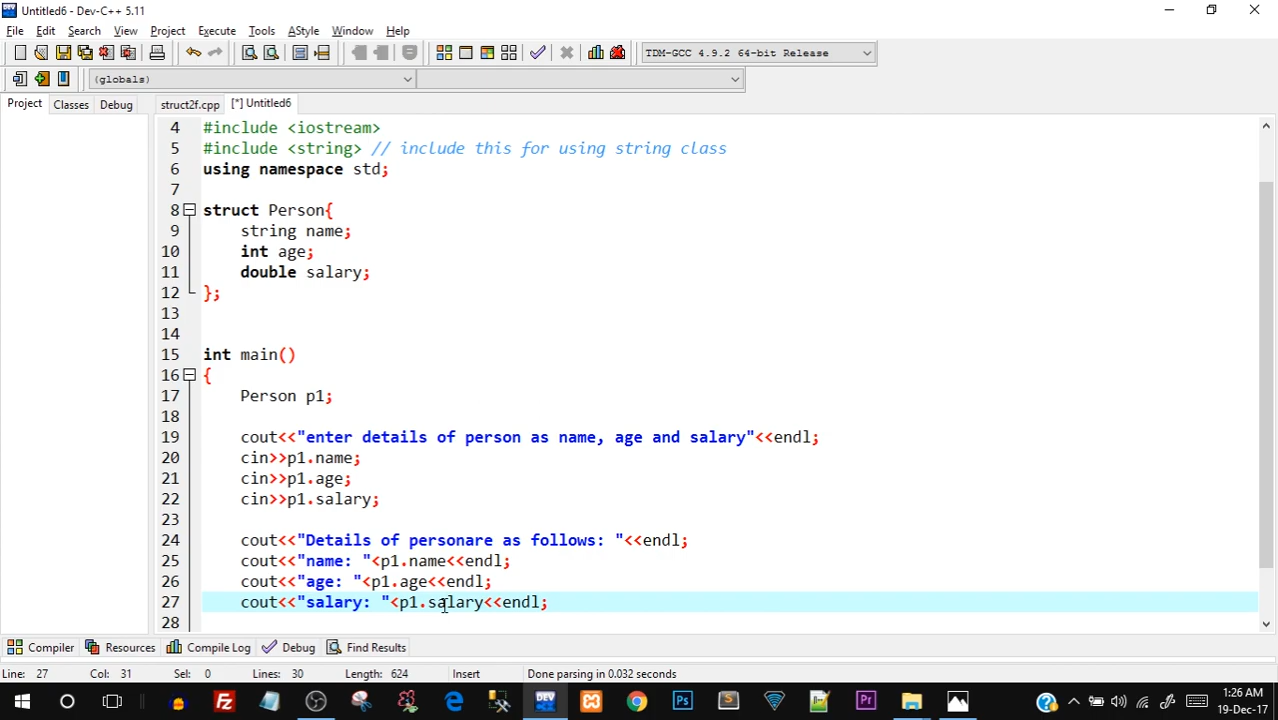 Untitled6 - Dev-C++ 5.11
File Edit Search View Project Execute Tools AStyle Window Help
TDM-GCC 4.9.2 64-bit Release
(globals)
Project Classes Debug struct2f.cpp [*] Untitled6
4 #include <iostream>
5 #include <string> // include this for using string class
6 using namespace std;
7
8 struct Person{
9 string name;
10 int age;
11 double salary;
12 };
13
14
15 int main()
16 {
17 Person p1;
18
19 cout<<"enter details of person as name, age and salary"<<endl;
20 cin>>p1.name;
21 cin>>p1.age;
22 cin>>p1.salary;
23
24 cout<<"Details of personare as follows: "<<endl;
25 cout<<"name: "<p1.name<<endl;
26 cout<<"age: "<p1.age<<endl;
27 cout<<"salary: "<p1.salary<<endl;
28
Compiler Resources Compile Log Debug Find Results
Line: 27 Col: 31 Sel: 0 Lines: 30 Length: 624 Insert Done parsing in 0.032 seconds
1:26 AM
19-Dec-17